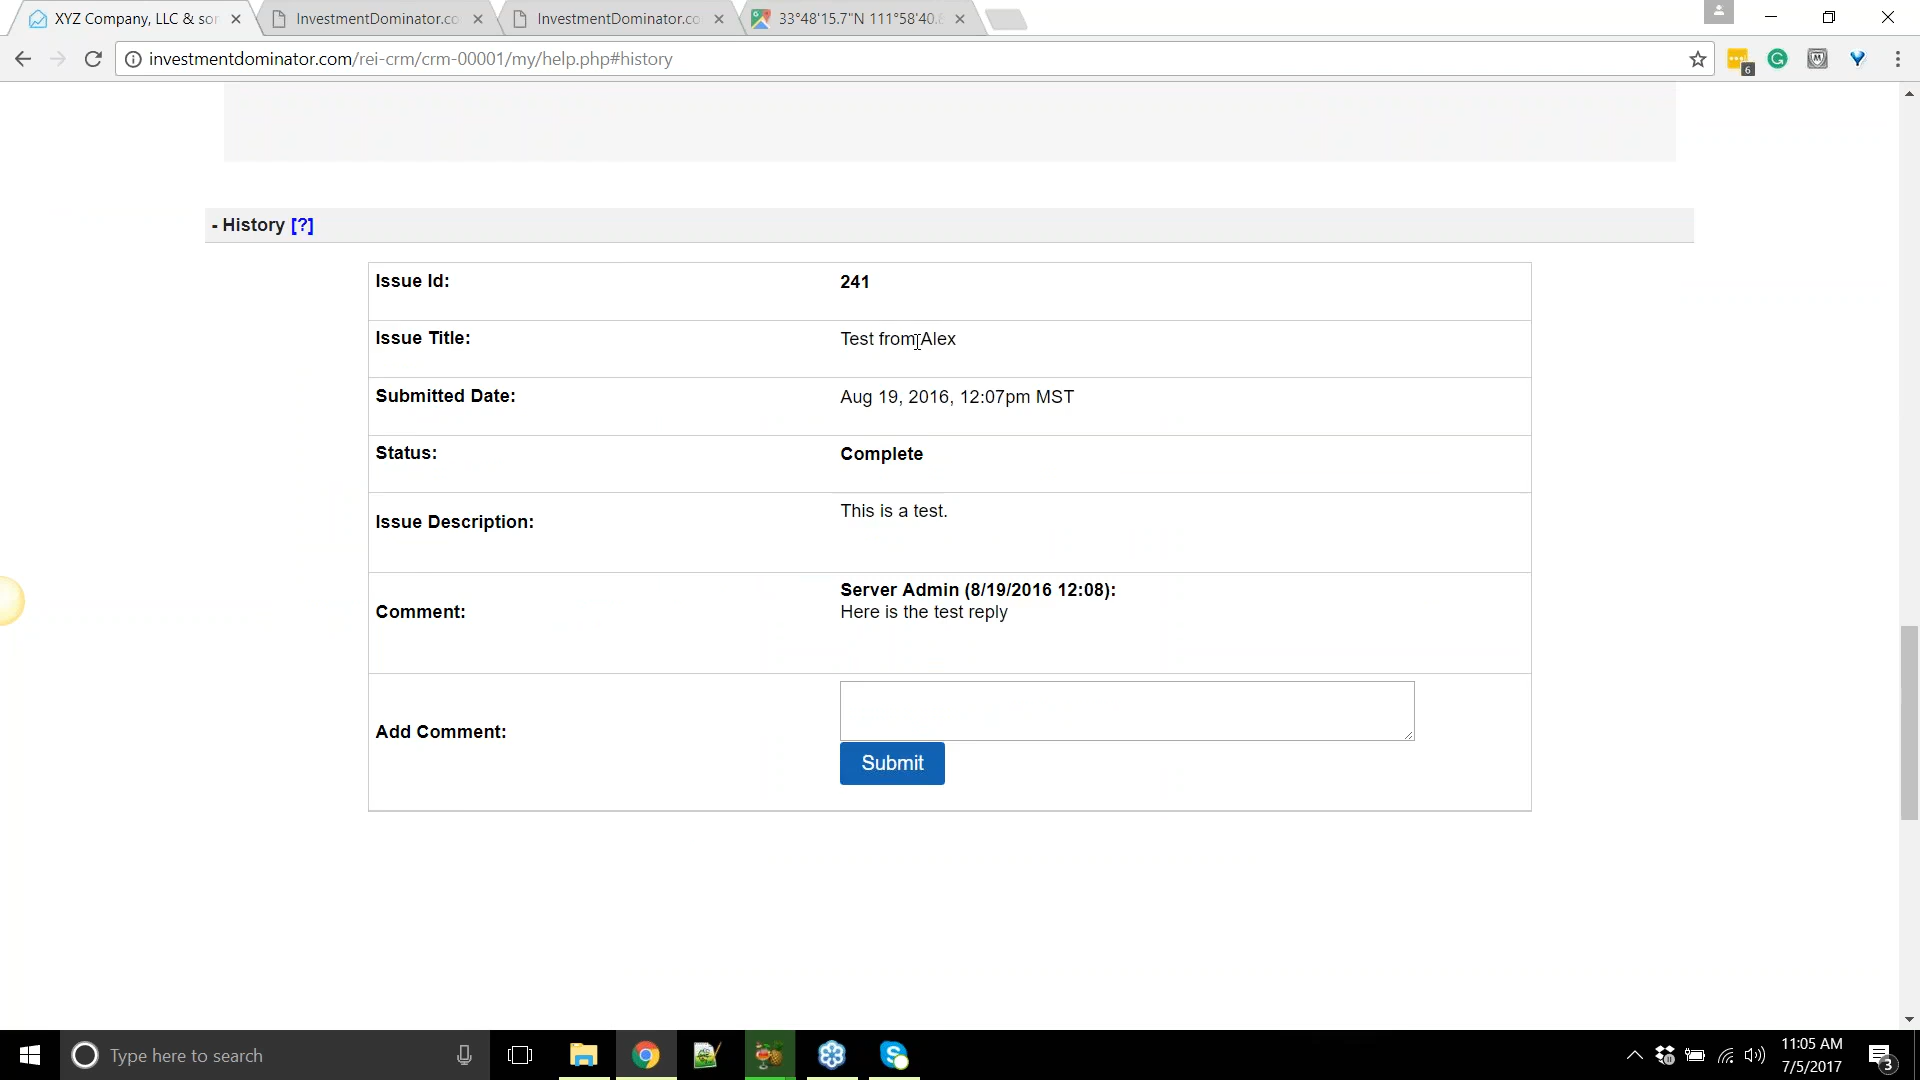 XYZ Company, LLC & sor
InvestmentDominator.co
InvestmentDominator.co
33°48'15.7"N 111°58'40.8
investmentdominator.com/rei-crm/crm-00001/my/help.php#history
6
- History [?]
Issue Id: 241
Issue Title: Test from Alex
Submitted Date: Aug 19, 2016, 12:07pm MST
Status: Complete
Issue Description: This is a test.
Server Admin (8/19/2016 12:08):
Comment: Here is the test reply
Add Comment:
Submit
Type here to search
11:05 AM
7/5/2017
3